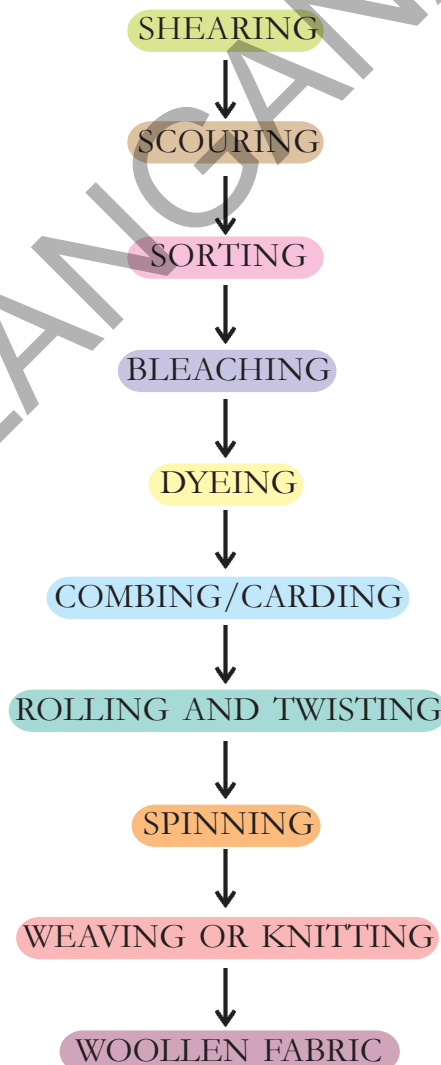 SHEARING
SCOURING
SORTING
BLEACHING
DYEING
COMBING/CARDING
ROLLING AND TWISTING
SPINNING
WEAVING OR KNITTING
WOOLLEN FABRIC